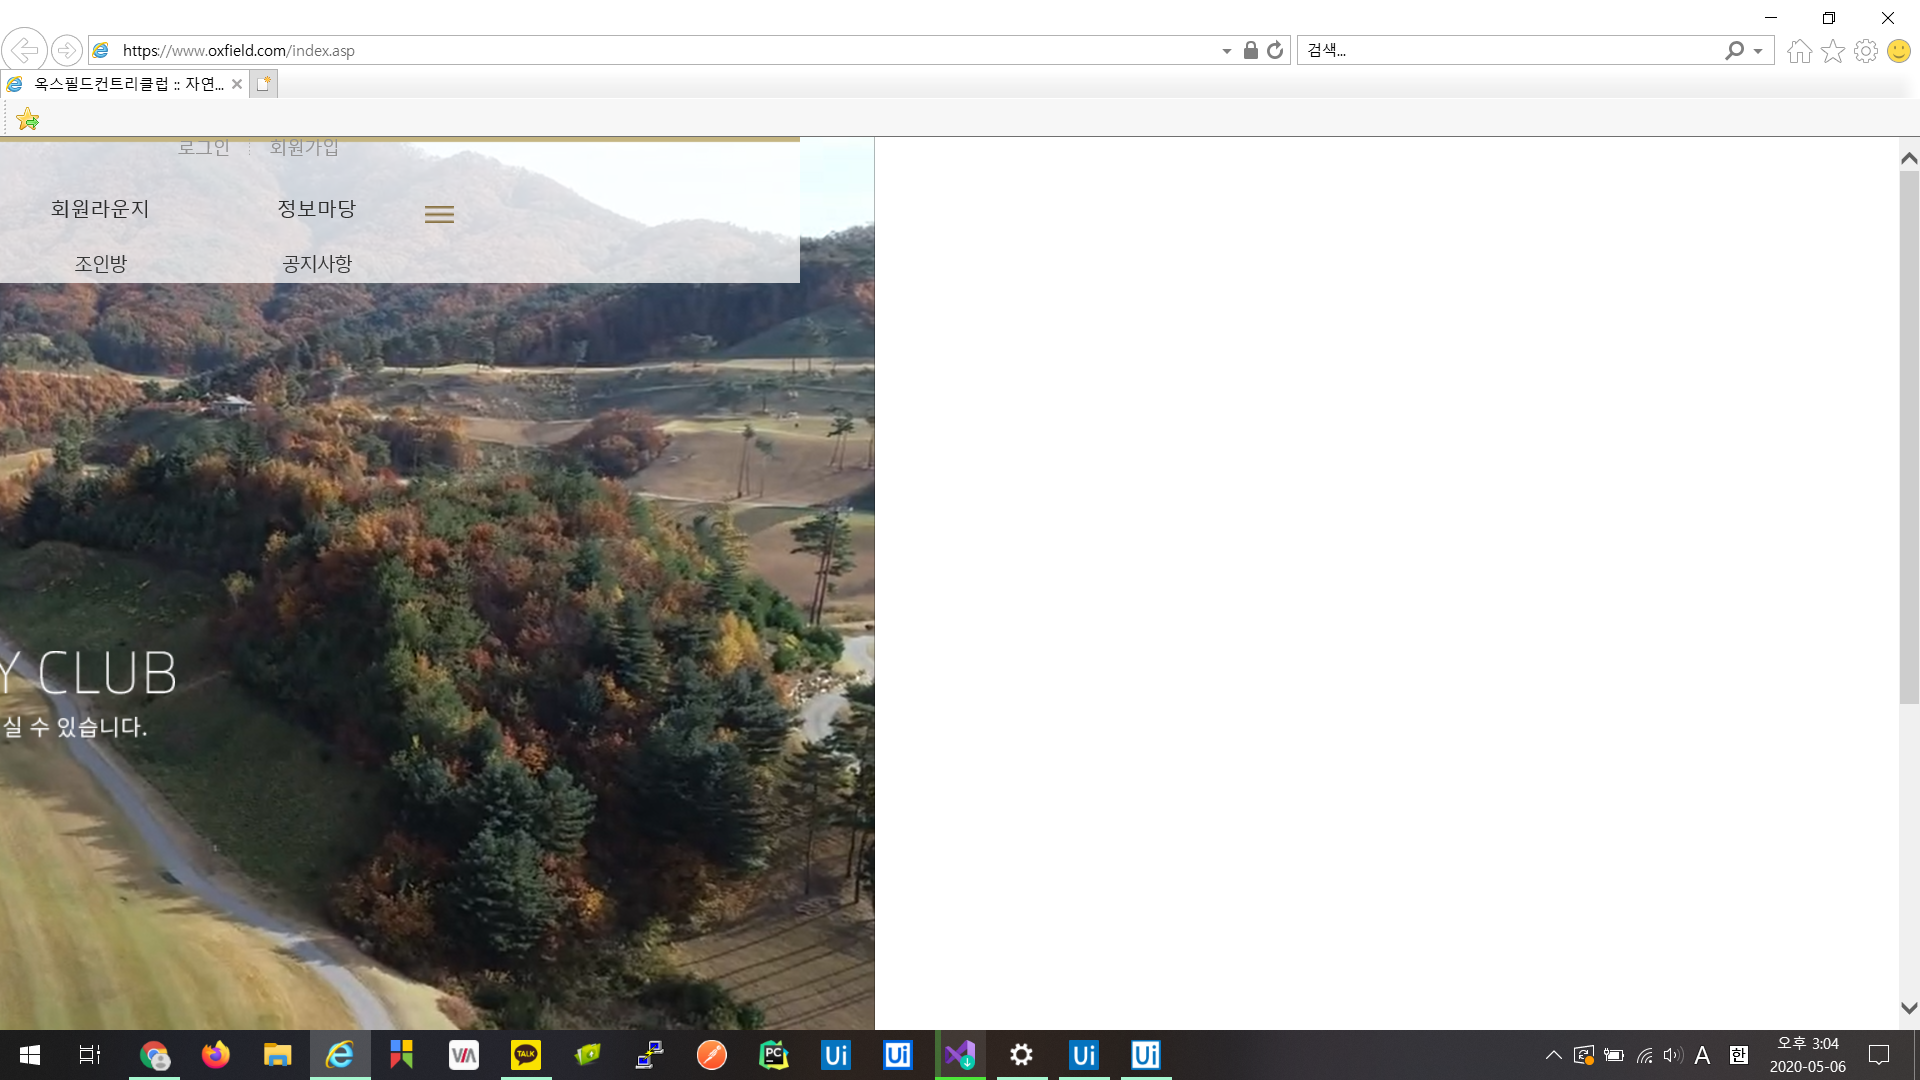 https://www.oxfield.com/index.asp
검색...
옥스필드컨트리클럽 :: 자연...
로그인 회원가입
회원라운지 정보마당
조인방 공지사항
Y CLUB
실 수 있습니다.
VIA
TALK
PC
Ui
Ui
Ui
Ui
A
한
오후 3:04
2020-05-06